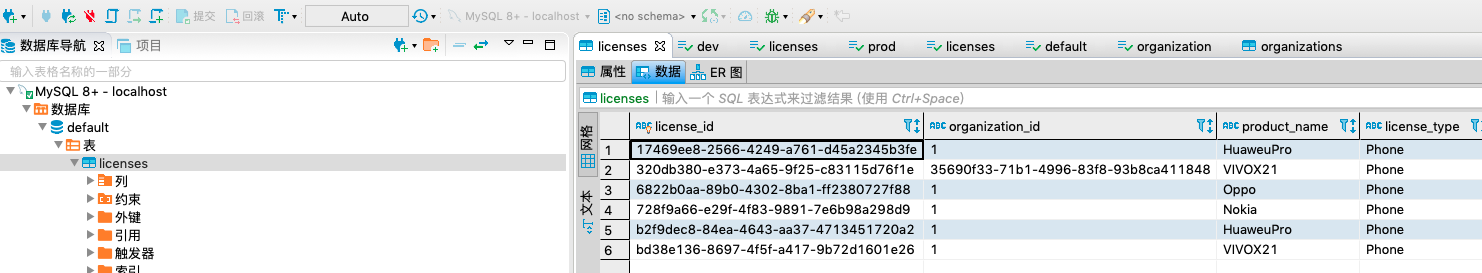 提交 回滚 Auto MySQL 8+ - localhost <no schema>
数据库导航 项目
输入表格名称的一部分
MySQL 8+ - localhost
数据库
default
表
licenses
列
约束
外键
引用
触发器
索引
licenses dev licenses prod licenses default organization organizations
属性 数据 ER 图
licenses 输入一个 SQL 表达式来过滤结果 (使用 Ctrl+Space)
网格
文本
ABC license_id ABC organization_id ABC product_name ABC license_type
1 17469ee8-2566-4249-a761-d45a2345b3fe 1 HuaweuPro Phone
2 320db380-e373-4a65-9f25-c83115d76f1e 35690f33-71b1-4996-83f8-93b8ca411848 VIVOX21 Phone
3 6822b0aa-89b0-4302-8ba1-ff2380727f88 1 Oppo Phone
4 728f9a66-e29f-4f83-9891-7e6b98a298d9 1 Nokia Phone
5 b2f9dec8-84ea-4643-aa37-4713451720a2 1 HuaweuPro Phone
6 bd38e136-8697-4f5f-a417-9b72d1601e26 1 VIVOX21 Phone